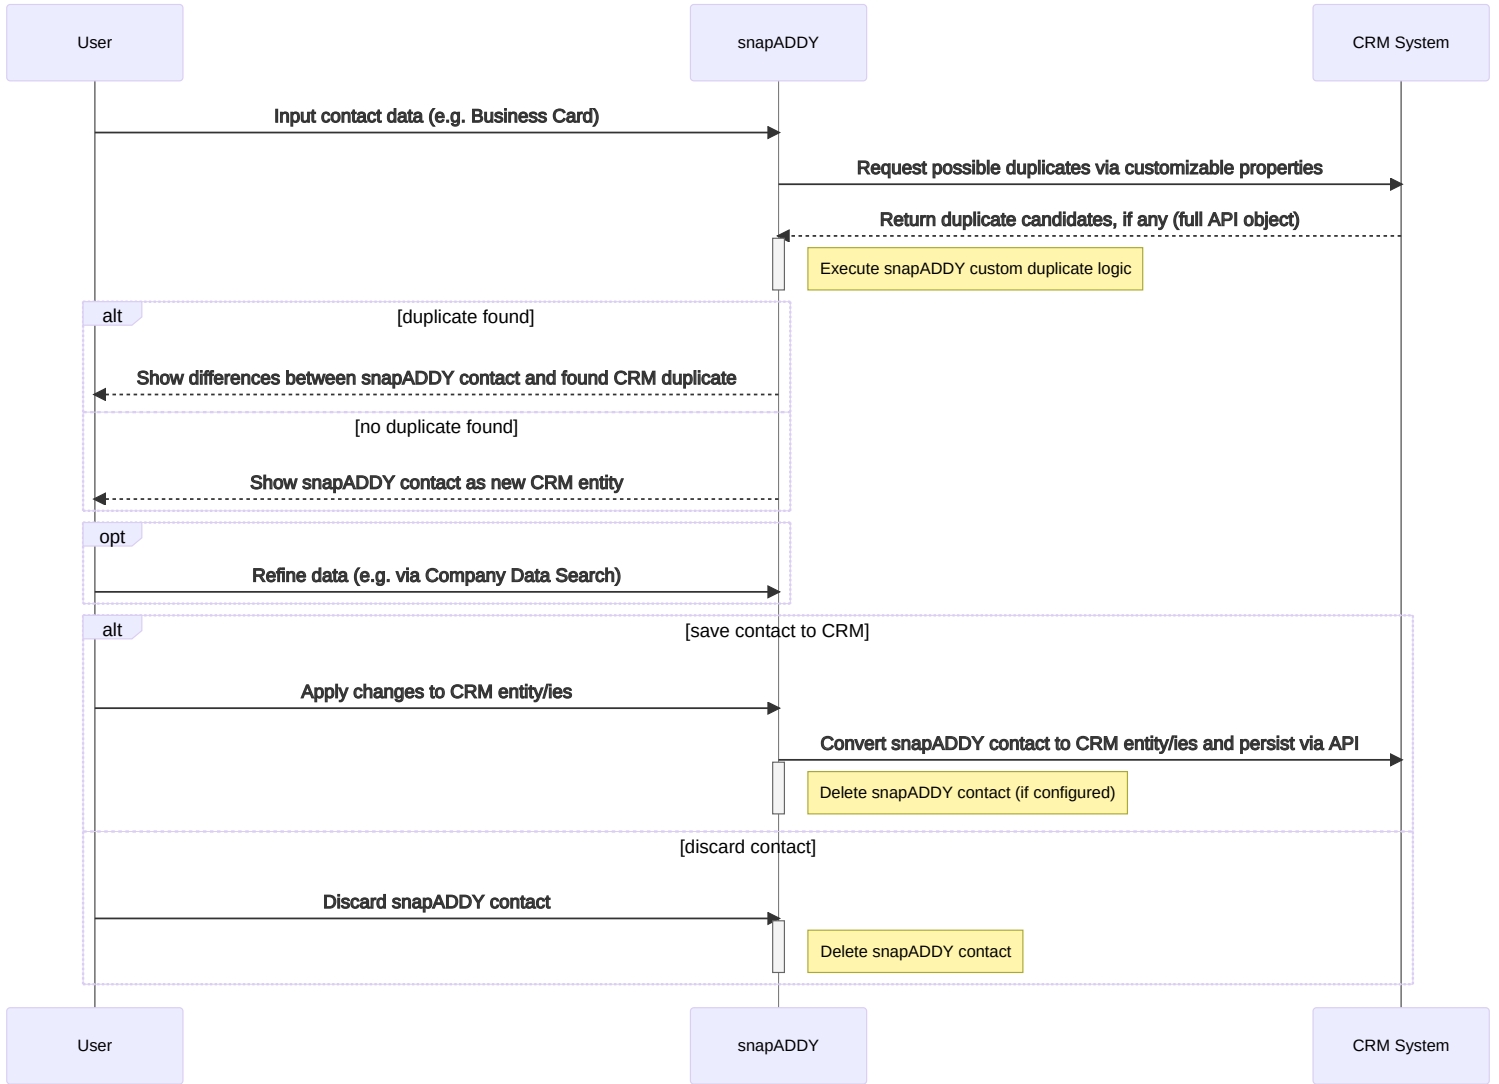 User
snapADDY
CRM System
Input contact data (e.g. Business Card)
Request possible duplicates via customizable properties
Return duplicate candidates, if any (full API object)
Execute snapADDY custom duplicate logic
alt
[duplicate found]
Show differences between snapADDY contact and found CRM duplicate
[no duplicate found]
Show snapADDY contact as new CRM entity
opt
Refine data (e.g. via Company Data Search)
alt
[save contact to CRM]
Apply changes to CRM entity/ies
Convert snapADDY contact to CRM entity/ies and persist via API
Delete snapADDY contact (if configured)
[discard contact]
Discard snapADDY contact
Delete snapADDY contact
User
snapADDY
CRM System